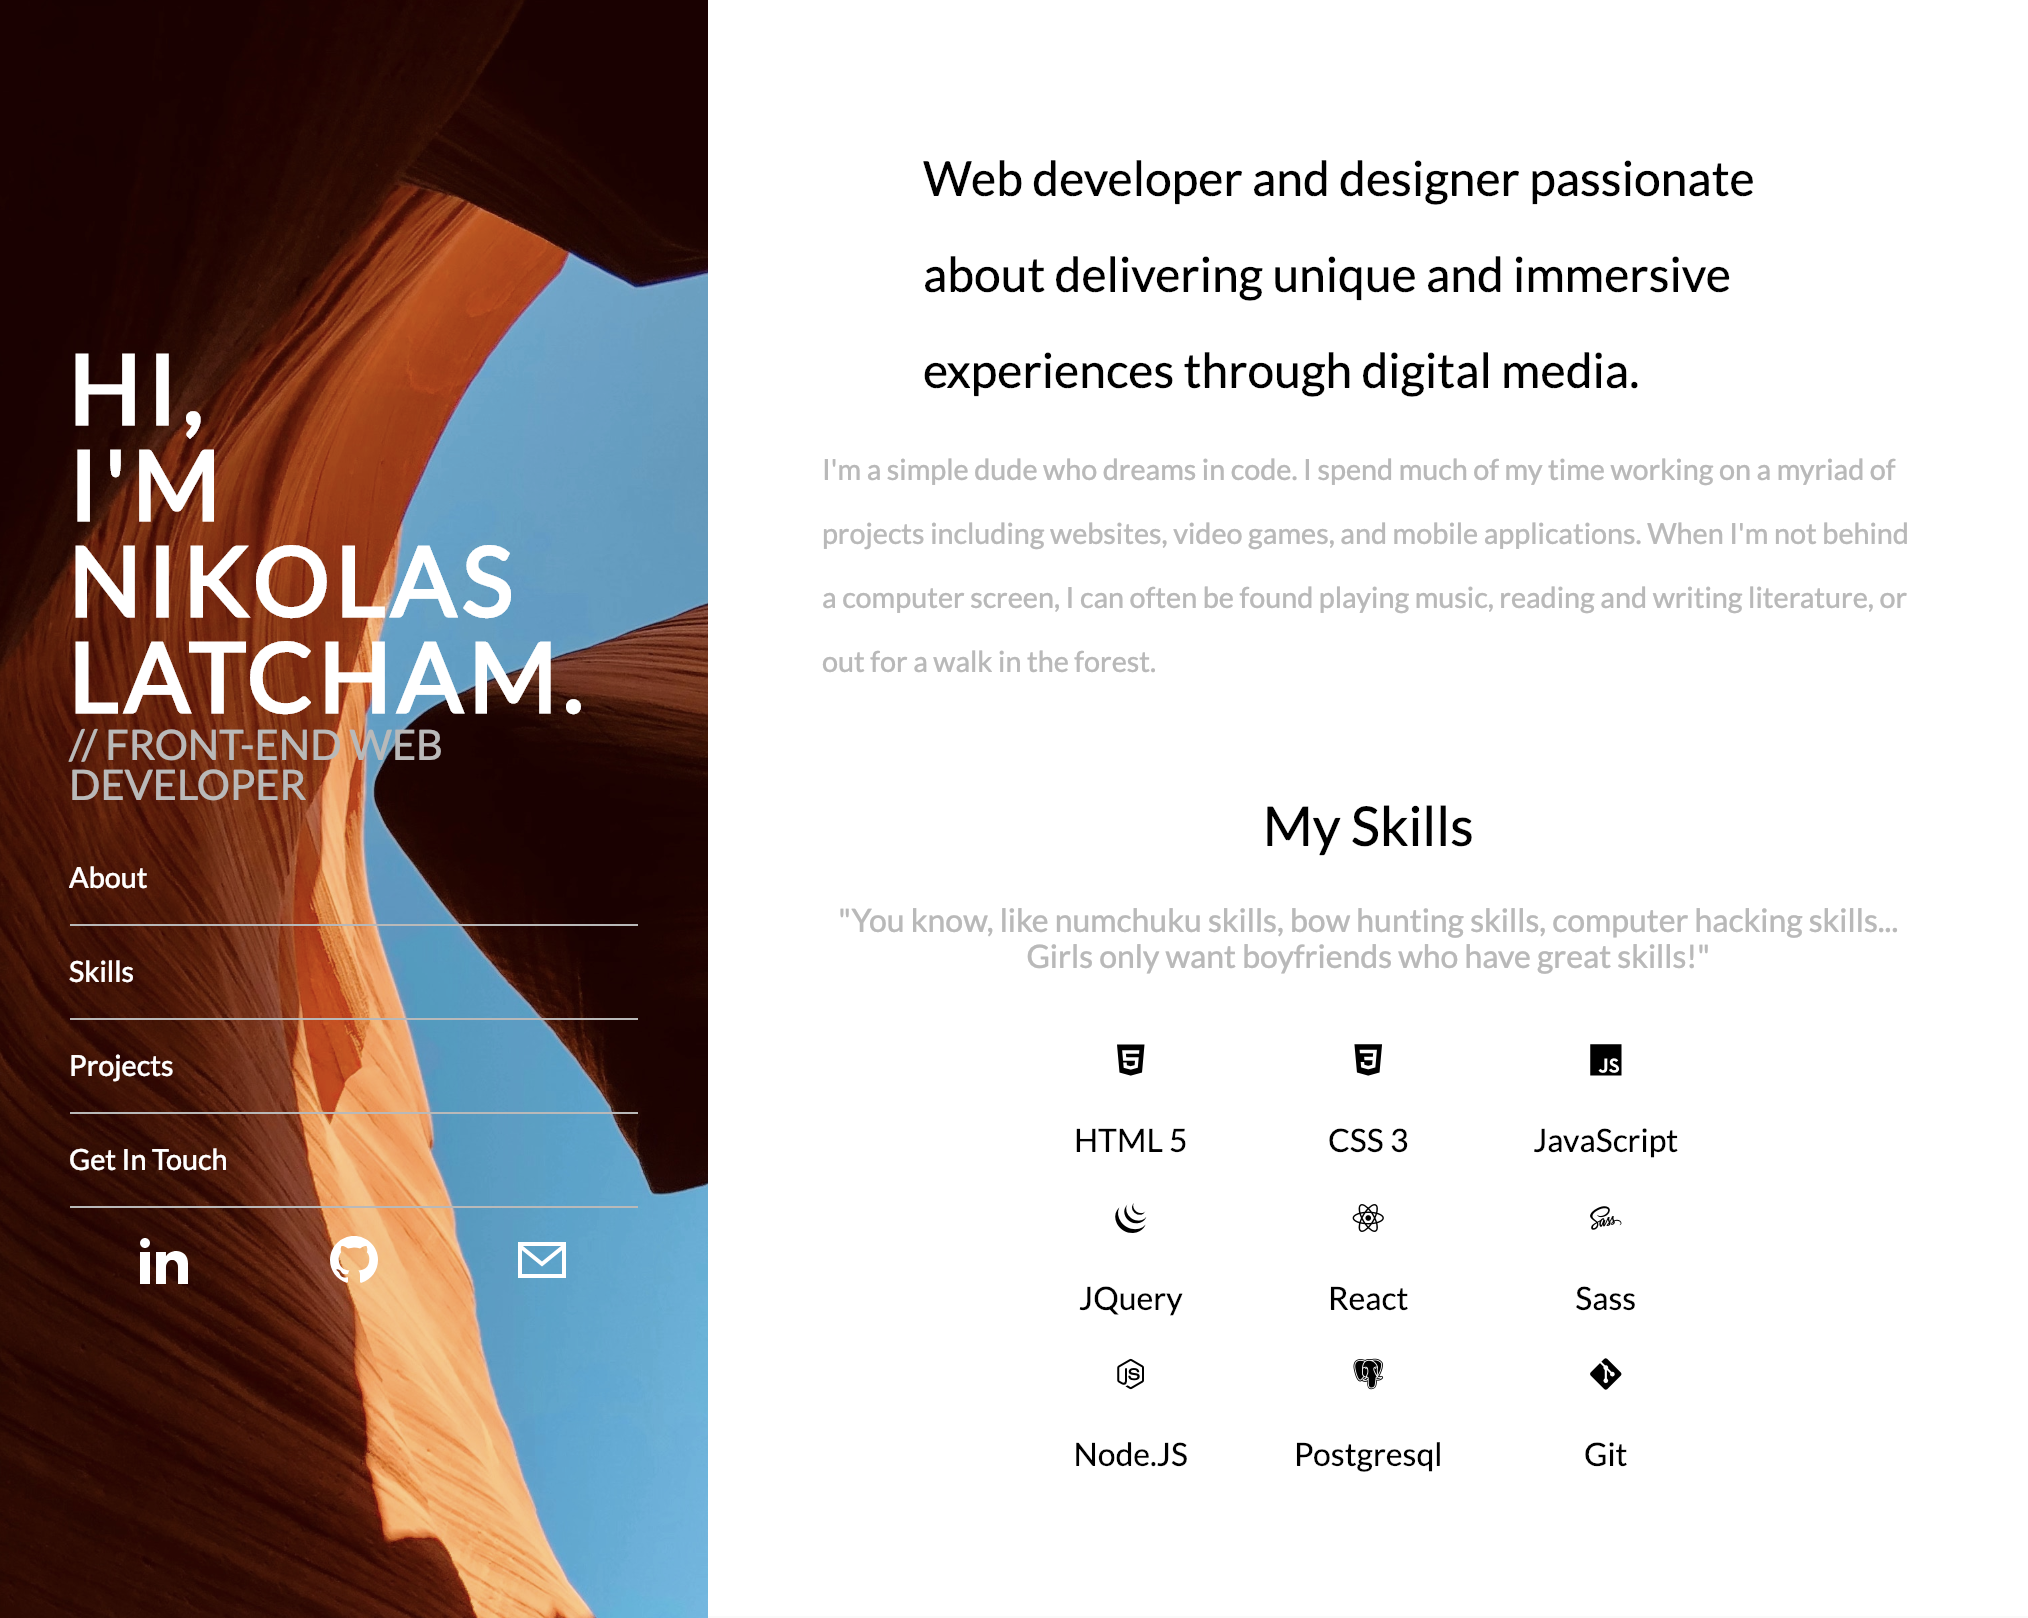 HI,
I'M
NIKOLAS
LATCHAM.
// FRONT-END WEB
DEVELOPER
About
Skills
Projects
Get In Touch
in
Web developer and designer passionate
about delivering unique and immersive
experiences through digital media.
I'm a simple dude who dreams in code. I spend much of my time working on a myriad of
projects including websites, video games, and mobile applications. When I'm not behind
a computer screen, I can often be found playing music, reading and writing literature, or
out for a walk in the forest.
My Skills
"You know, like numchuku skills, bow hunting skills, computer hacking skills...
Girls only want boyfriends who have great skills!"
5 3 JS
HTML 5 CSS 3 JavaScript
Sass
JQuery React Sass
JS
Node.JS Postgresql Git